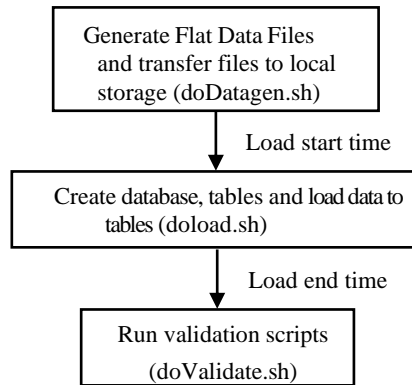 Generate Flat Data Files
and transfer files to local
storage (doDatagen.sh)
Load start time
Create database, tables and load data to
tables (doload.sh)
Load end time
Run validation scripts
(doValidate.sh)